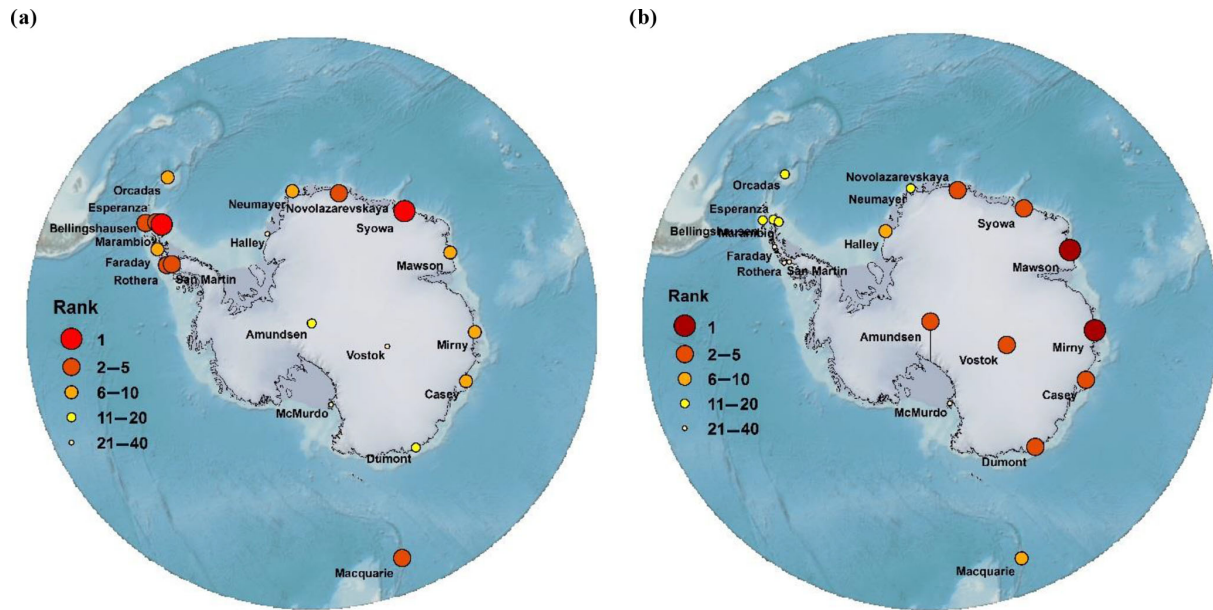 (a)
Orcadas
Esperanza
Bellingshausen
Marambio
Faraday
Rothera
San Martin
Neumayer
Novolazarevskaya
Syowa
Halley
Mawson
Amundsen
Vostok
Mirny
Casey
McMurdo
Dumont
Macquarie
Rank
1
2—5
6—10
11—20
21—40
(b)
Orcadas
Esperanza
Bellingshausen
Marambio
Faraday
Rothera
San Martin
Novolazarevskaya
Neumayer
Syowa
Halley
Mawson
Amundsen
Vostok
Mirny
Casey
McMurdo
Dumont
Macquarie
Rank
1
2—5
6—10
11—20
21—40